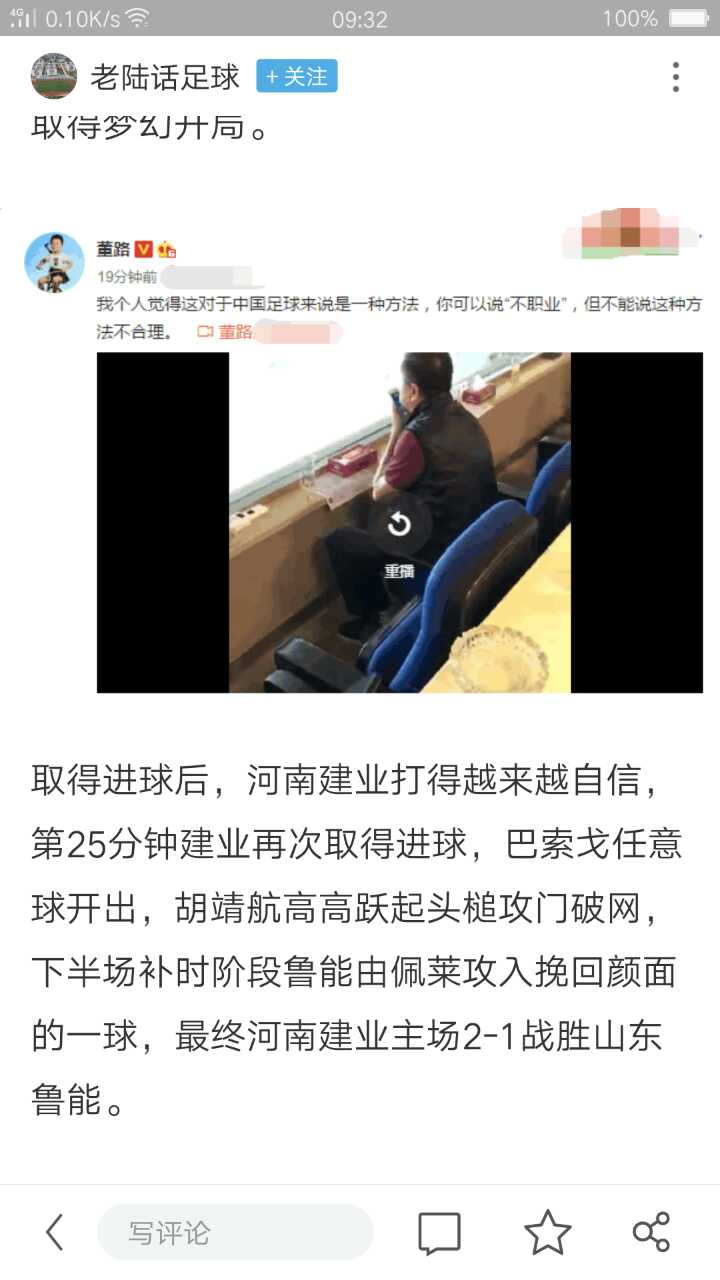 4G 0.10K/s 09:32 100%
老陆话足球 + 关注
取得梦幻开局。
董路
19分钟前
我个人觉得这对于中国足球来说是一种方法，你可以说“不职业”，但不能说这种方
法不合理。 董路
重播
取得进球后，河南建业打得越来越自信，
第25分钟建业再次取得进球，巴索戈任意
球开出，胡靖航高高跃起头槌攻门破网，
下半场补时阶段鲁能由佩莱攻入挽回颜面
的一球，最终河南建业主场2-1战胜山东
鲁能。
写评论